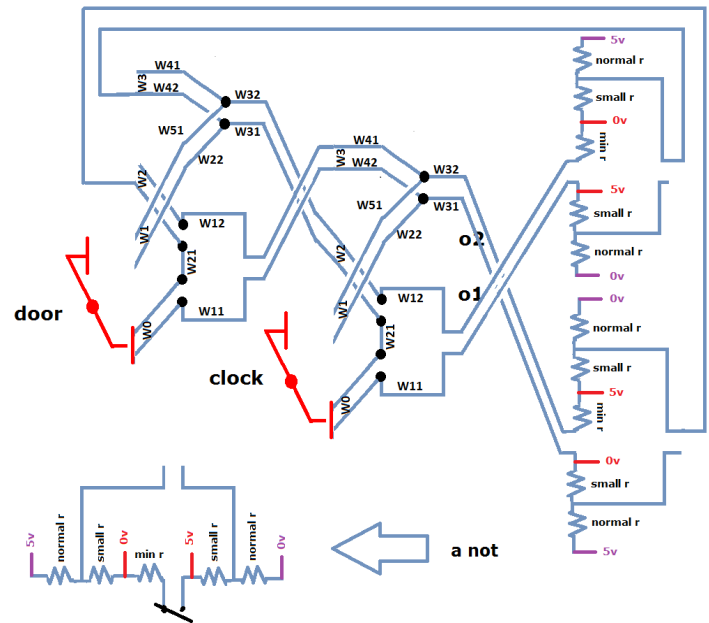 5v
normal r
small r
0v
min r
W41
W3
W42
W32
W51
W31
W22
W2
W1
W12
W21
W11
W0
door
W41
W3
W42
W32
W51
W31
W22
W2
W1
W12
W21
W11
W0
clock
o2
o1
5v
small r
normal r
0v
0v
normal r
small r
5v
min r
0v
small r
normal r
5v
5v
normal r
small r
0v
min r
5v
small r
normal r
0v
a not